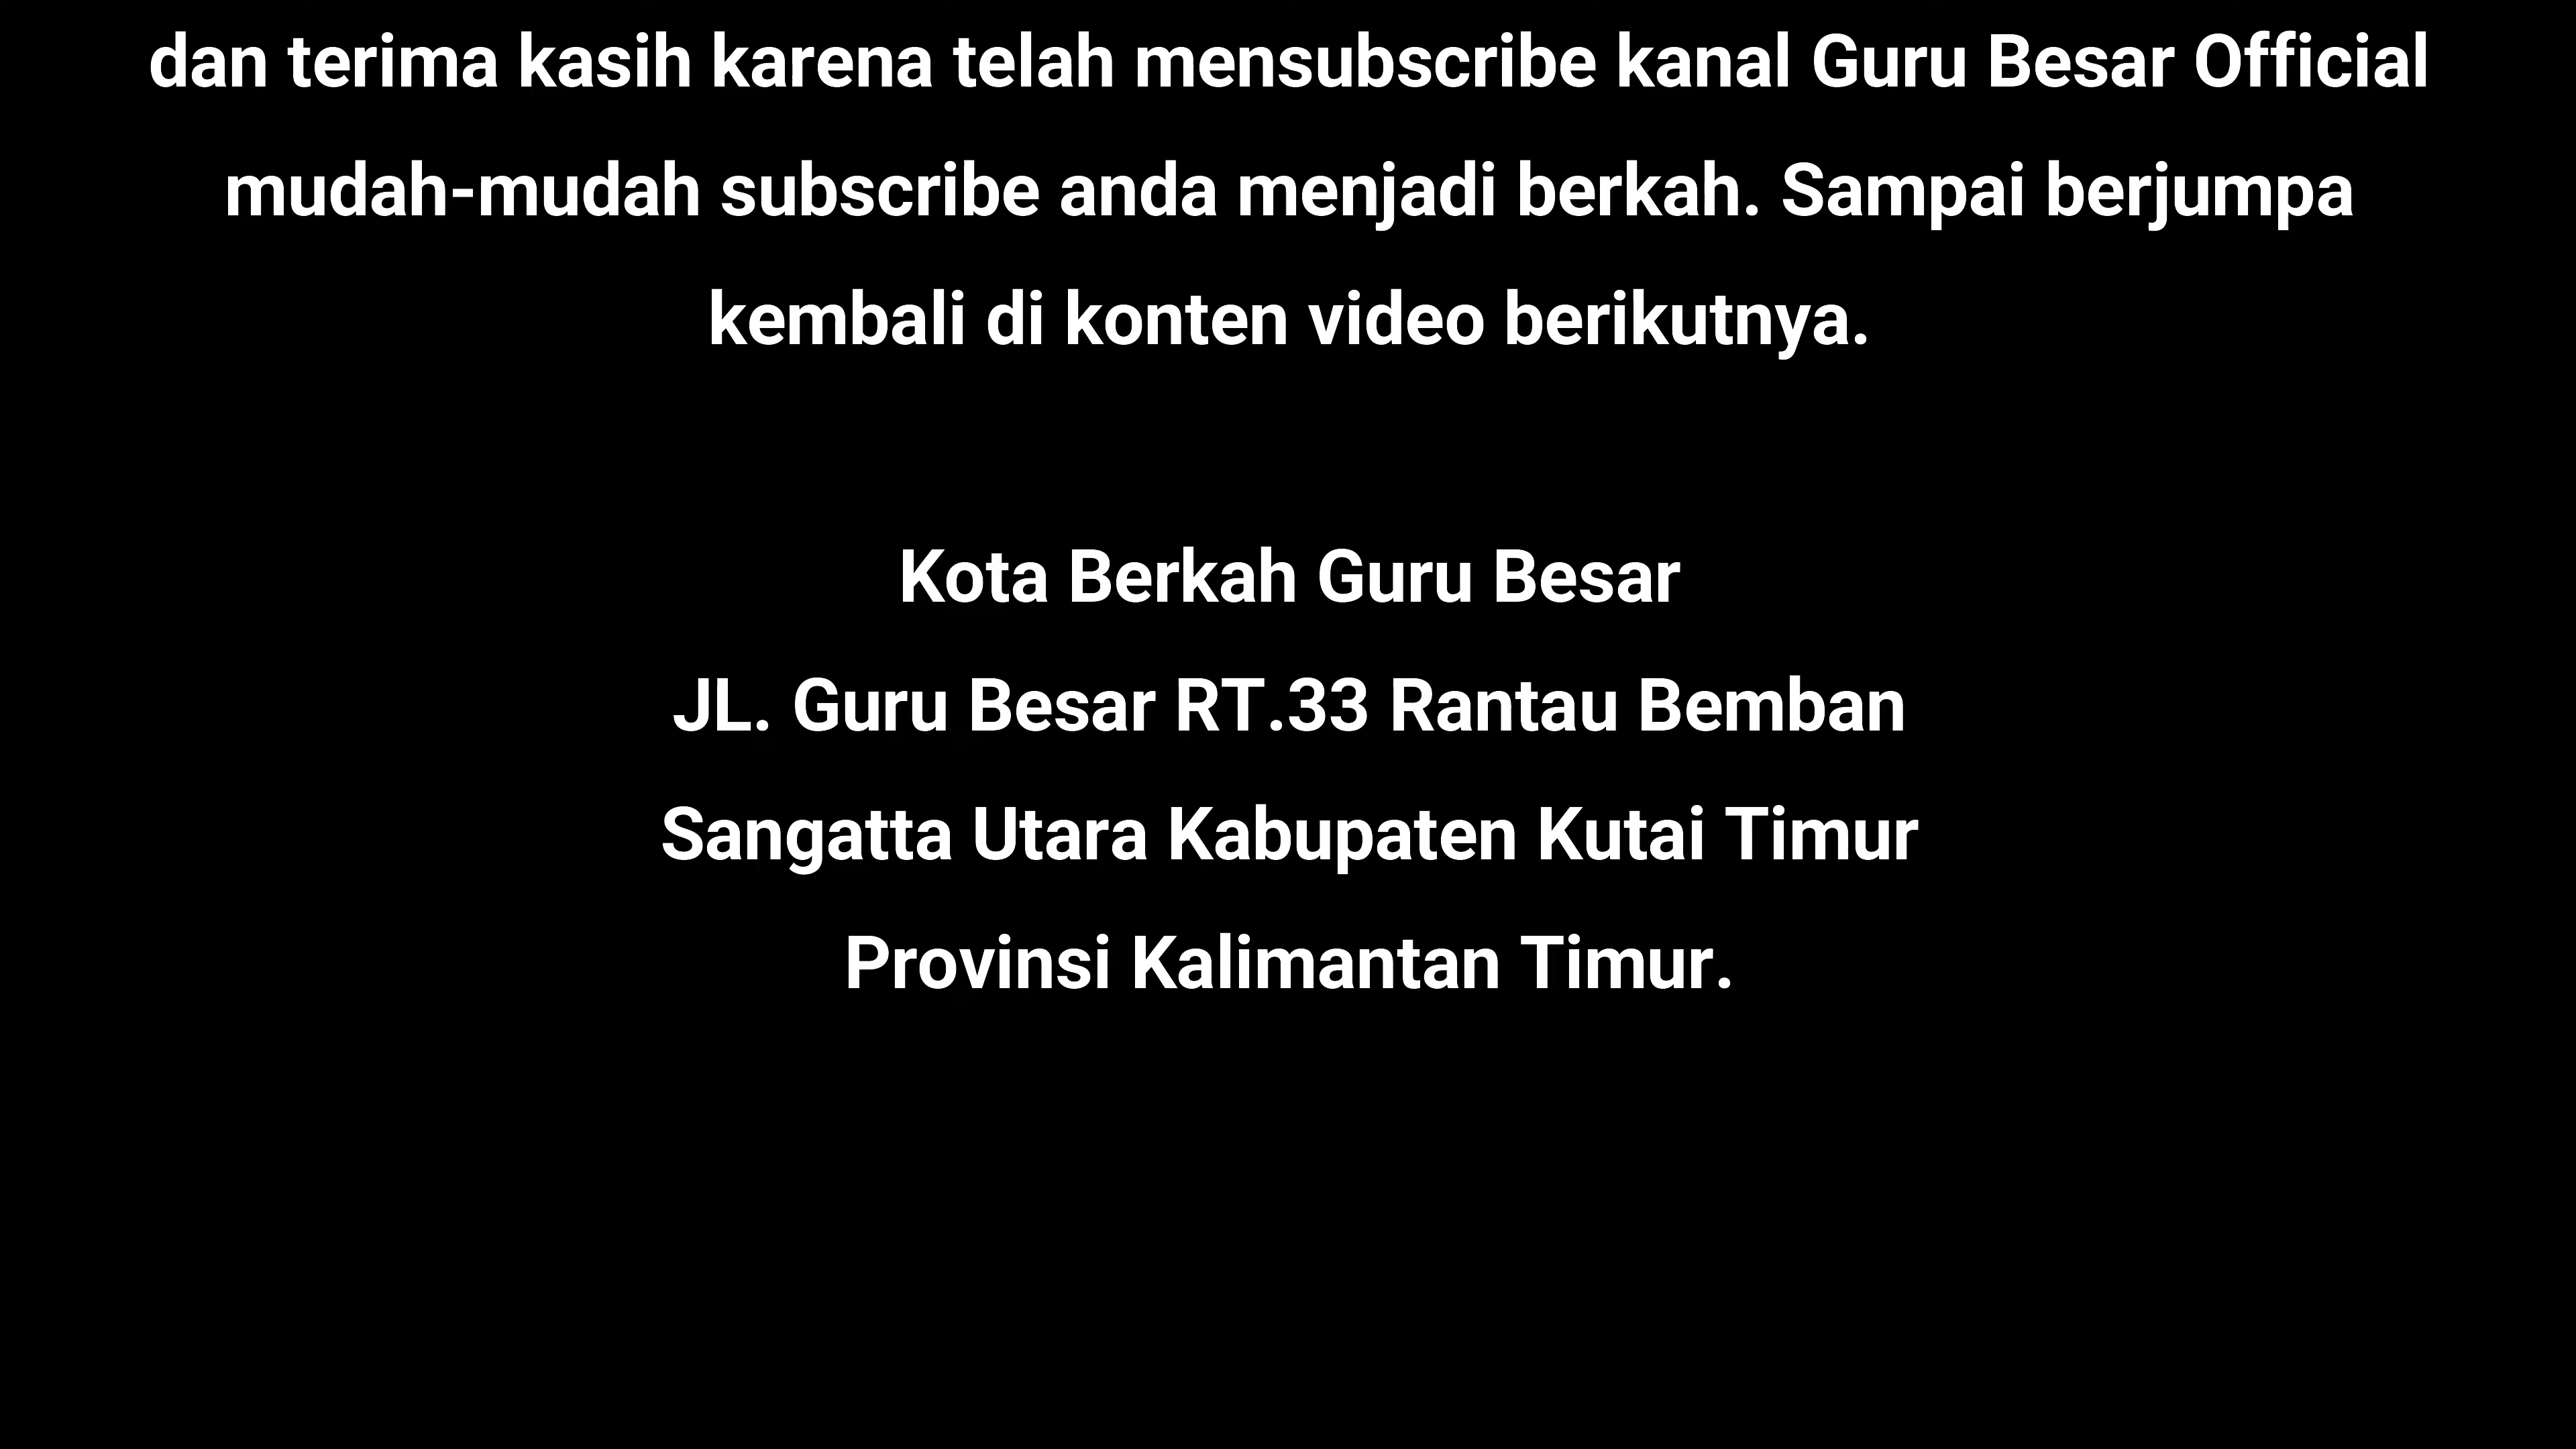 dan terima kasih karena telah mensubscribe kanal Guru Besar Official
mudah-mudah subscribe anda menjadi berkah. Sampai berjumpa
kembali di konten video berikutnya.
Kota Berkah Guru Besar
JL. Guru Besar RT.33 Rantau Bemban
Sangatta Utara Kabupaten Kutai Timur
Provinsi Kalimantan Timur.